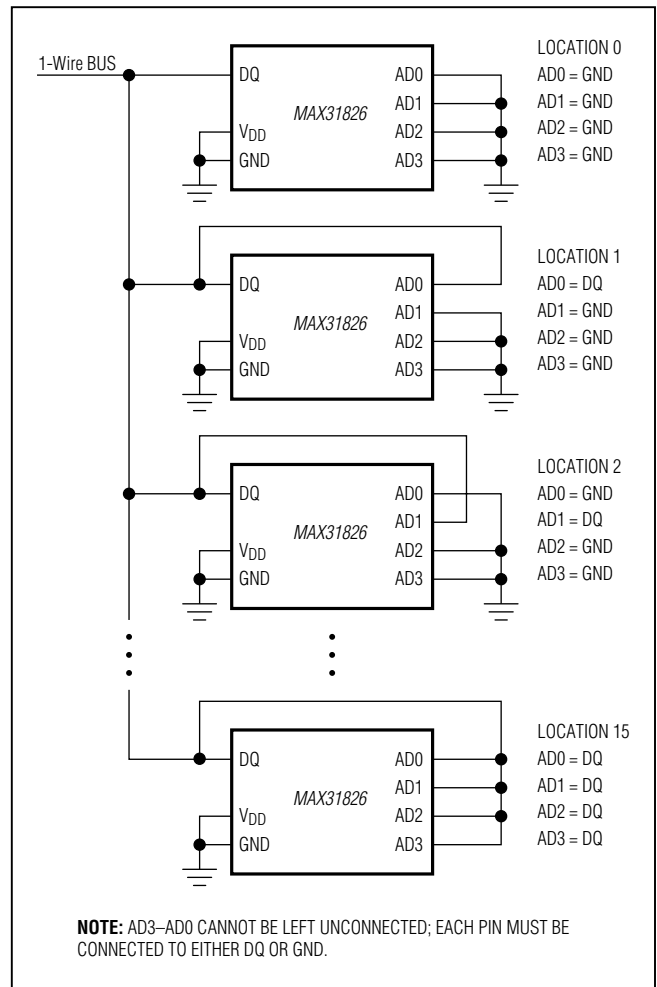 1-Wire BUS
DQ
VDD
GND
MAX31826
AD0
AD1
AD2
AD3
LOCATION 0
AD0 = GND
AD1 = GND
AD2 = GND
AD3 = GND
DQ
VDD
GND
MAX31826
AD0
AD1
AD2
AD3
LOCATION 1
AD0 = DQ
AD1 = GND
AD2 = GND
AD3 = GND
DQ
VDD
GND
MAX31826
AD0
AD1
AD2
AD3
LOCATION 2
AD0 = GND
AD1 = DQ
AD2 = GND
AD3 = GND
DQ
VDD
GND
MAX31826
AD0
AD1
AD2
AD3
LOCATION 15
AD0 = DQ
AD1 = DQ
AD2 = DQ
AD3 = DQ
NOTE: AD3–AD0 CANNOT BE LEFT UNCONNECTED; EACH PIN MUST BE
CONNECTED TO EITHER DQ OR GND.